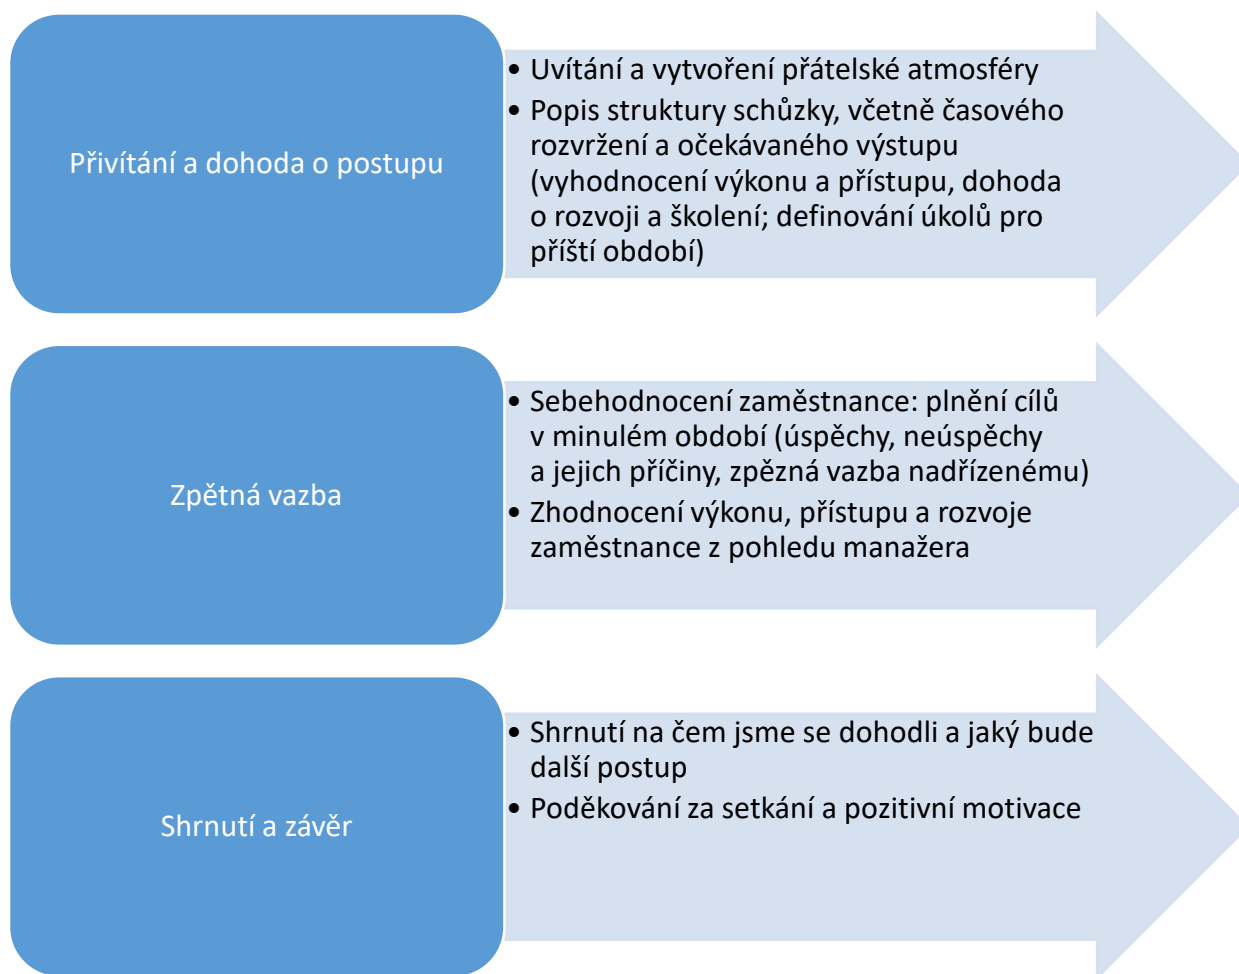 Přivítání a dohoda o postupu
• Uvítání a vytvoření přátelské atmosféry
• Popis struktury schůzky, včetně časového
rozvržení a očekávaného výstupu
(vyhodnocení výkonu a přístupu, dohoda
o rozvoji a školení; definování úkolů pro
příští období)
Zpětná vazba
• Sebehodnocení zaměstnance: plnění cílů
v minulém období (úspěchy, neúspěchy
a jejich příčiny, zpězná vazba nadřízenému)
• Zhodnocení výkonu, přístupu a rozvoje
zaměstnance z pohledu manažera
Shrnutí a závěr
• Shrnutí na čem jsme se dohodli a jaký bude
další postup
• Poděkování za setkání a pozitivní motivace